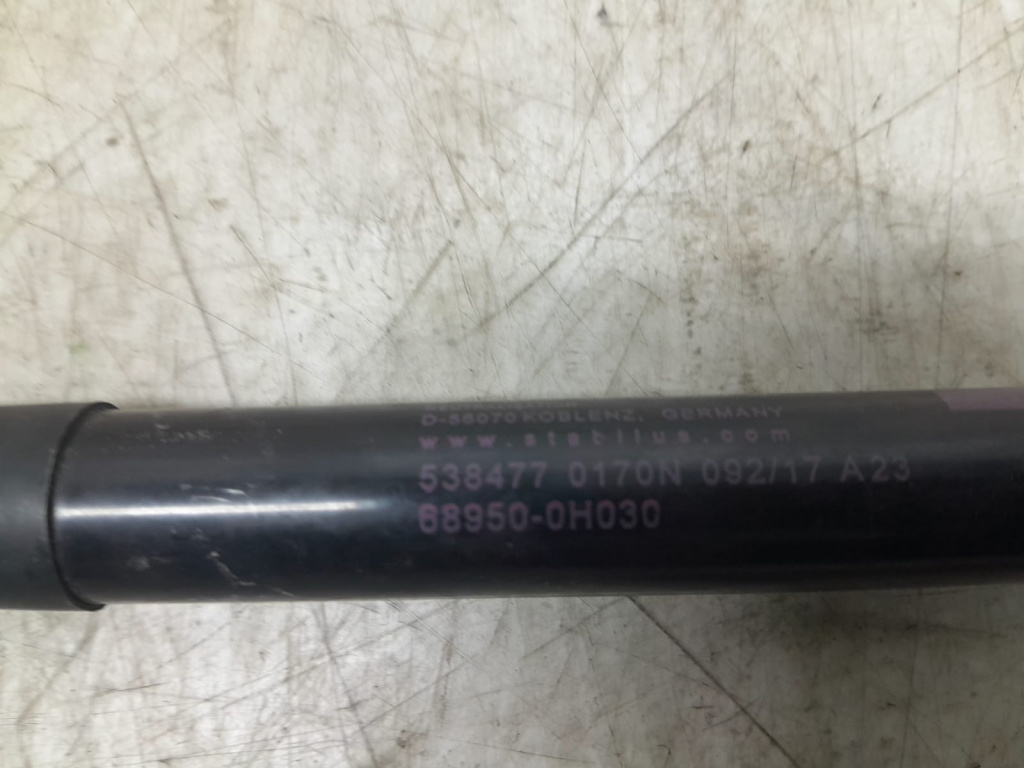 D-56070 KOBLENZ, GERMANY
www.stabilus.com
538477 0170N 092/17 A23
68950-0H030